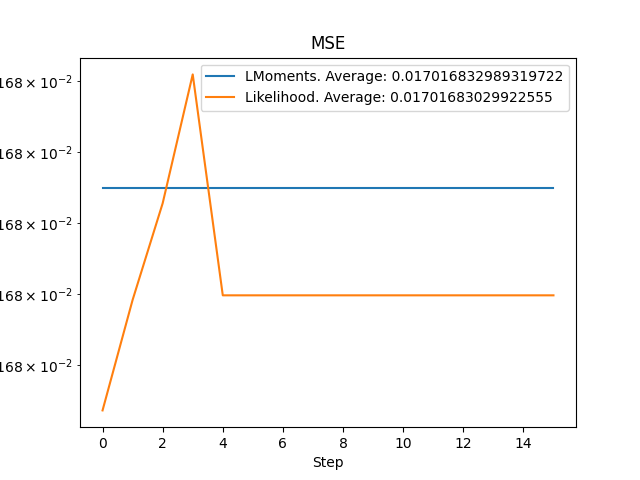 MSE
LMoments. Average: 0.017016832989319722
Likelihood. Average: 0.01701683029922555
168 × 10⁻²
168 × 10⁻²
168 × 10⁻²
168 × 10⁻²
168 × 10⁻²
0 2 4 6 8 10 12 14
Step